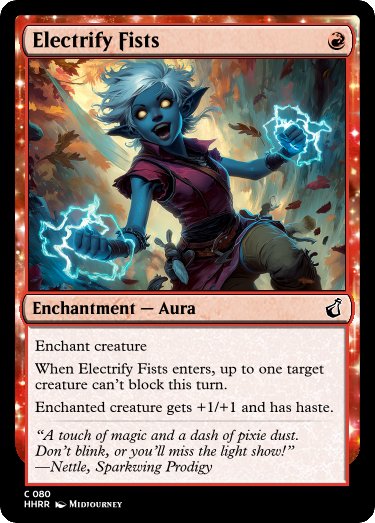 Electrify Fists
Enchantment — Aura
Enchant creature
When Electrify Fists enters, up to one target
creature can't block this turn.
Enchanted creature gets +1/+1 and has haste.
“A touch of magic and a dash of pixie dust.
Don't blink, or you'll miss the light show!”
—Nettle, Sparkwing Prodigy
C 080
HHRR Midjourney